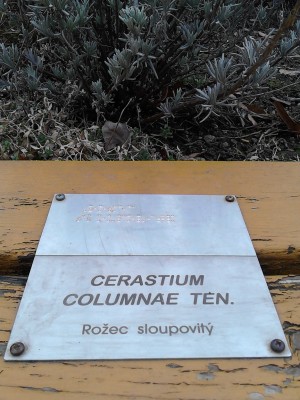 CERASTIUM
COLUMNAE TEN.
Rožec sloupovitý